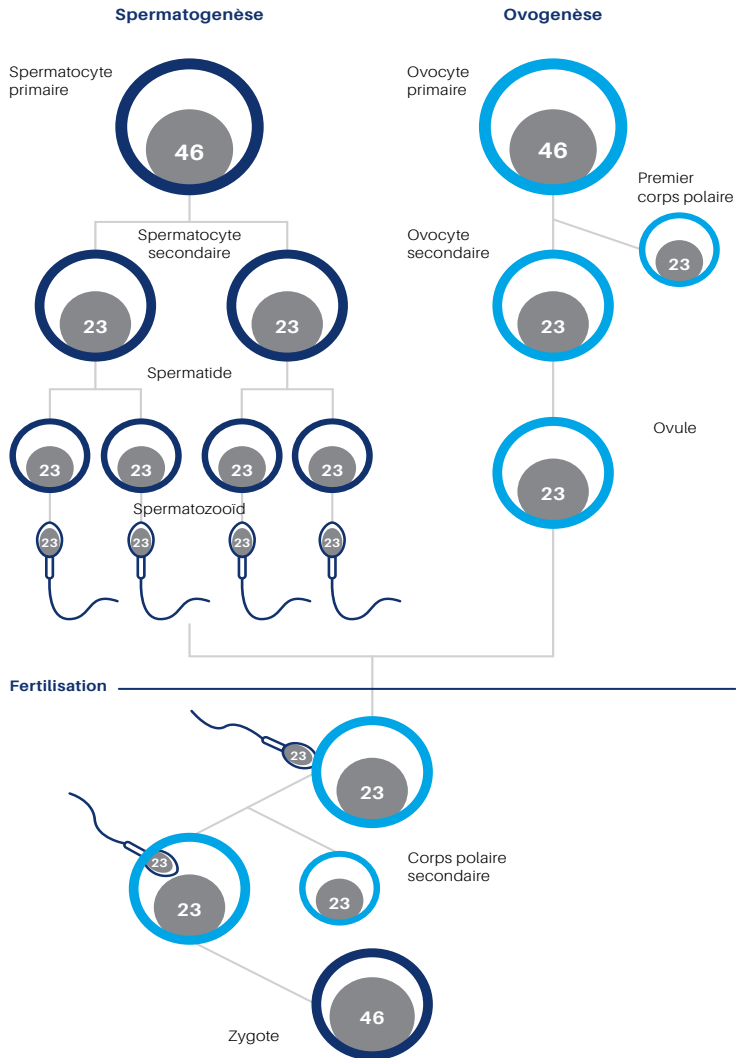 Spermatogenèse
Spermatocyte
primaire
46
Spermatocyte
secondaire
23
23
Spermatide
23
23
23
23
Spermatozooïd
23
23
23
23
Ovogenèse
Ovocyte
primaire
46
Premier
corps polaire
23
Ovocyte
secondaire
23
Ovule
23
Fertilisation
23
23
23
23
Corps polaire
secondaire
23
Zygote
46